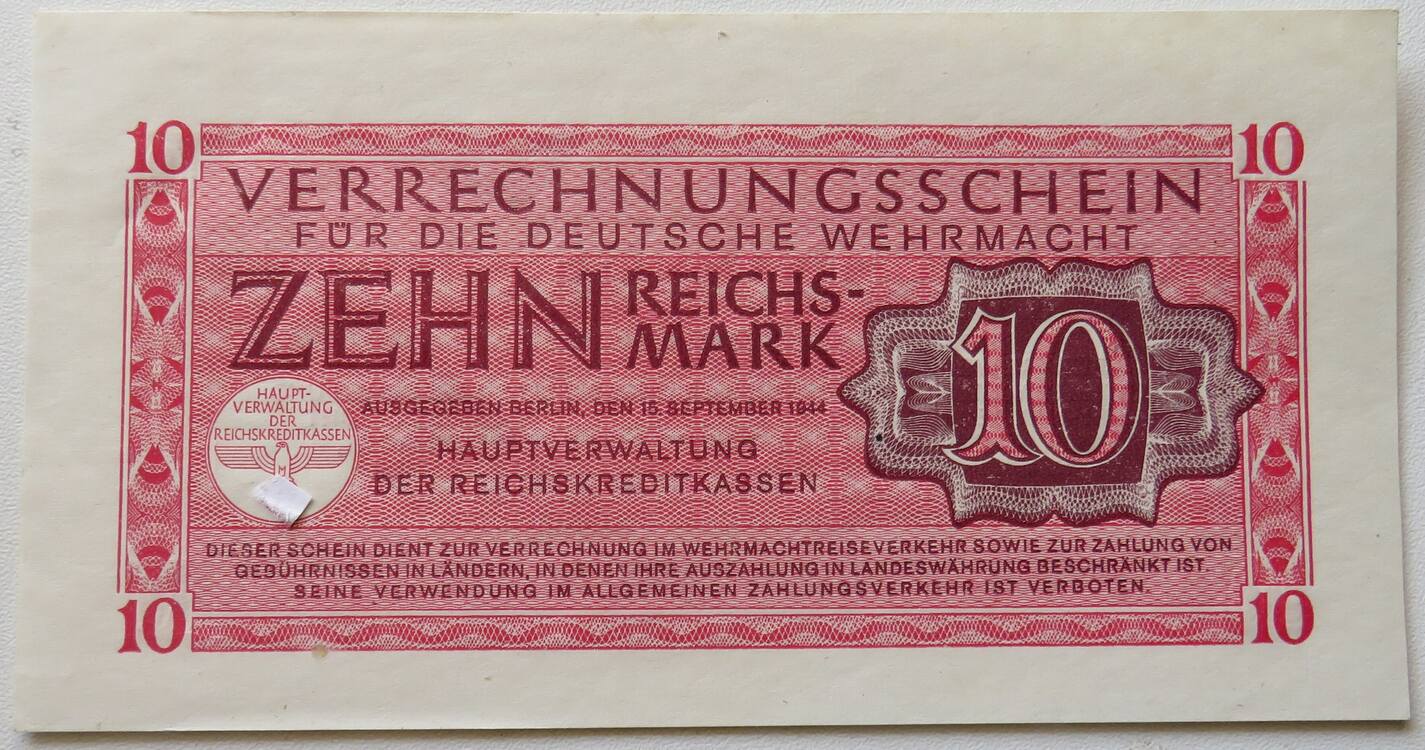 10 10
VERRECHNUNGSSCHEIN
FÜR DIE DEUTSCHE WEHRMACHT
ZEHN REICHS-
MARK
10
HAUPT-
VERWALTUNG
DER
REICHSKREDITKASSEN
M
AUSGEGEBEN BERLIN, DEN 15. SEPTEMBER 1944
HAUPTVERWALTUNG
DER REICHSKREDITKASSEN
DIESER SCHEIN DIENT ZUR VERRECHNUNG IM WEHRMACHTREISEVERKEHR SOWIE ZUR ZAHLUNG VON
GEBÜHRNISSEN IN LÄNDERN, IN DENEN IHRE AUSZAHLUNG IN LANDESWÄHRUNG BESCHRÄNKT IST.
SEINE VERWENDUNG IM ALLGEMEINEN ZAHLUNGSVERKEHR IST VERBOTEN.
10 10